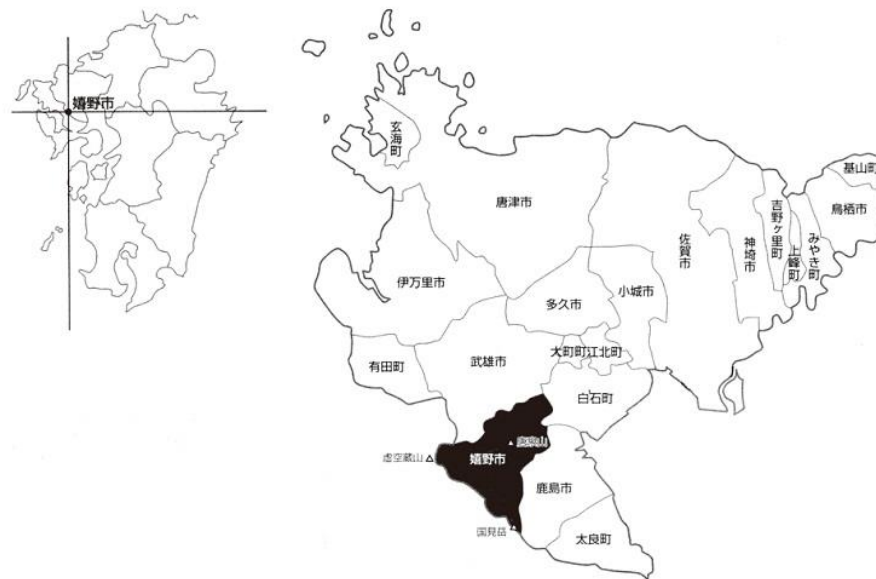 嬉野市
玄海町
唐津市
伊万里市
佐賀市
神埼市
吉野ヶ里町
上峰町
みやき町
基山町
鳥栖市
多久市
小城市
有田町
武雄市
大町町
江北町
白石町
虚空蔵山
嬉野市
唐泉山
鹿島市
国見岳
太良町